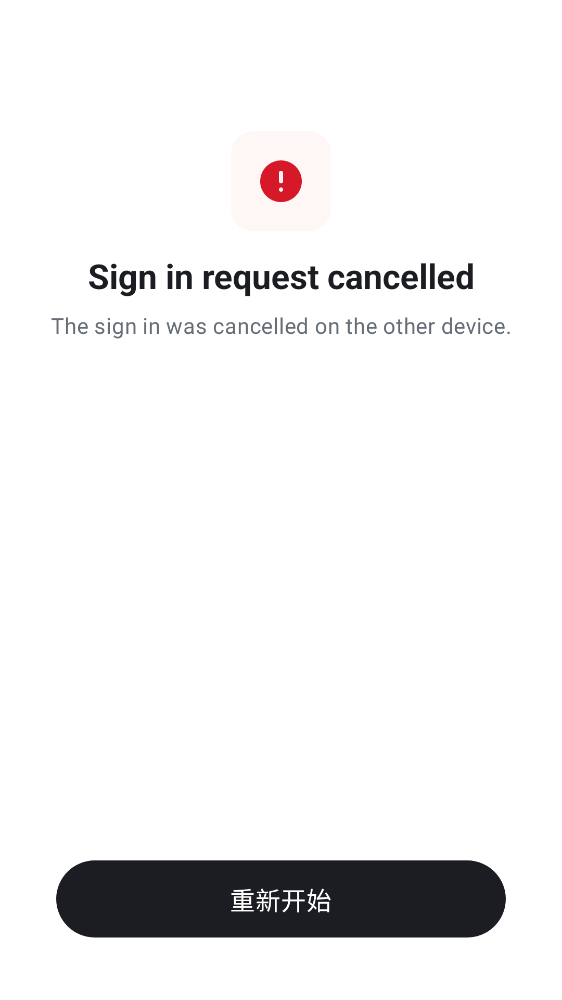 Sign in request cancelled
The sign in was cancelled on the other device.
重新开始